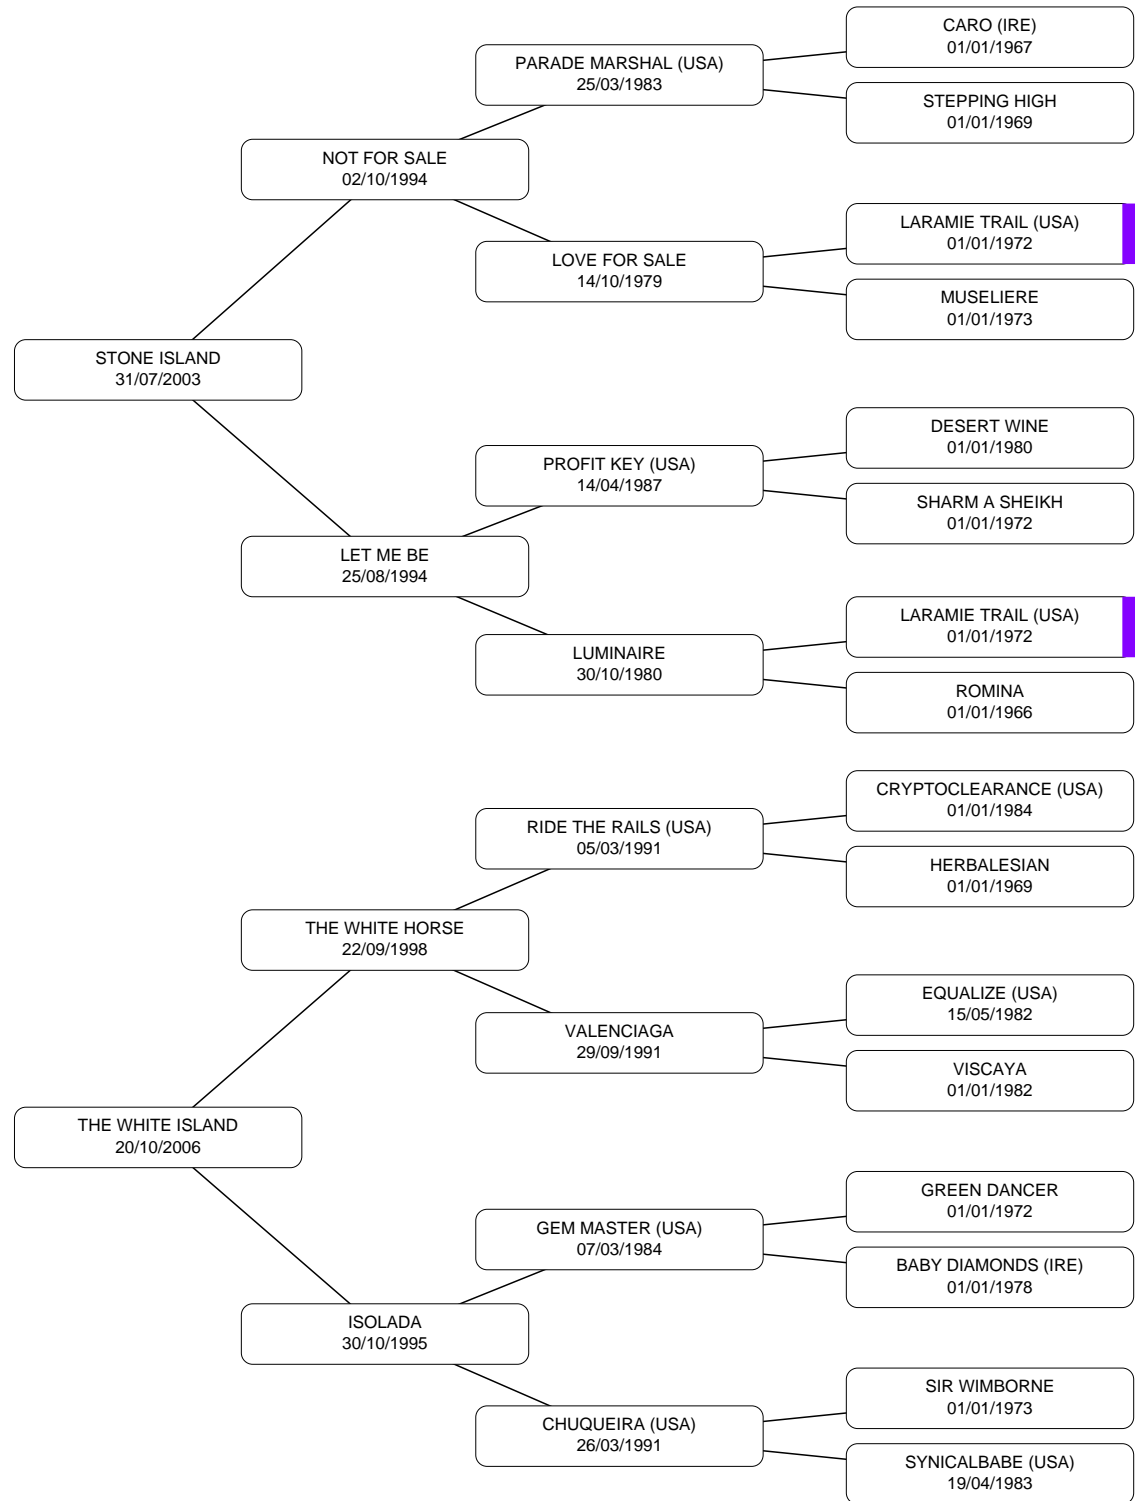 CARO (IRE)
01/01/1967
PARADE MARSHAL (USA)
25/03/1983
STEPPING HIGH
01/01/1969
NOT FOR SALE
02/10/1994
LARAMIE TRAIL (USA)
01/01/1972
LOVE FOR SALE
14/10/1979
MUSELIERE
01/01/1973
STONE ISLAND
31/07/2003
DESERT WINE
01/01/1980
PROFIT KEY (USA)
14/04/1987
SHARM A SHEIKH
01/01/1972
LET ME BE
25/08/1994
LARAMIE TRAIL (USA)
01/01/1972
LUMINAIRE
30/10/1980
ROMINA
01/01/1966
CRYPTOCLEARANCE (USA)
01/01/1984
RIDE THE RAILS (USA)
05/03/1991
HERBALESIAN
01/01/1969
THE WHITE HORSE
22/09/1998
EQUALIZE (USA)
15/05/1982
VALENCIAGA
29/09/1991
VISCAYA
01/01/1982
THE WHITE ISLAND
20/10/2006
GREEN DANCER
01/01/1972
GEM MASTER (USA)
07/03/1984
BABY DIAMONDS (IRE)
01/01/1978
ISOLADA
30/10/1995
SIR WIMBORNE
01/01/1973
CHUQUEIRA (USA)
26/03/1991
SYNICALBABE (USA)
19/04/1983